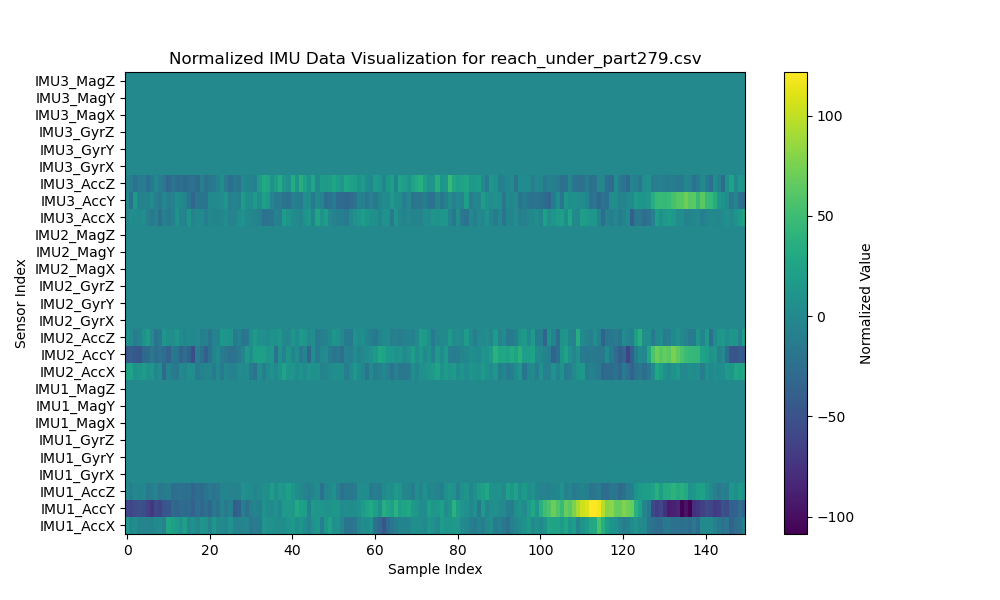 Normalized IMU Data Visualization for reach_under_part279.csv
IMU3_MagZ
IMU3_MagY
IMU3_MagX
IMU3_GyrZ
IMU3_GyrY
IMU3_GyrX
IMU3_AccZ
IMU3_AccY
IMU3_AccX
IMU2_MagZ
IMU2_MagY
IMU2_MagX
IMU2_GyrZ
IMU2_GyrY
IMU2_GyrX
IMU2_AccZ
IMU2_AccY
IMU2_AccX
IMU1_MagZ
IMU1_MagY
IMU1_MagX
IMU1_GyrZ
IMU1_GyrY
IMU1_GyrX
IMU1_AccZ
IMU1_AccY
IMU1_AccX
Sensor Index
0 20 40 60 80 100 120 140
Sample Index
100
50
0
−50
−100
Normalized Value